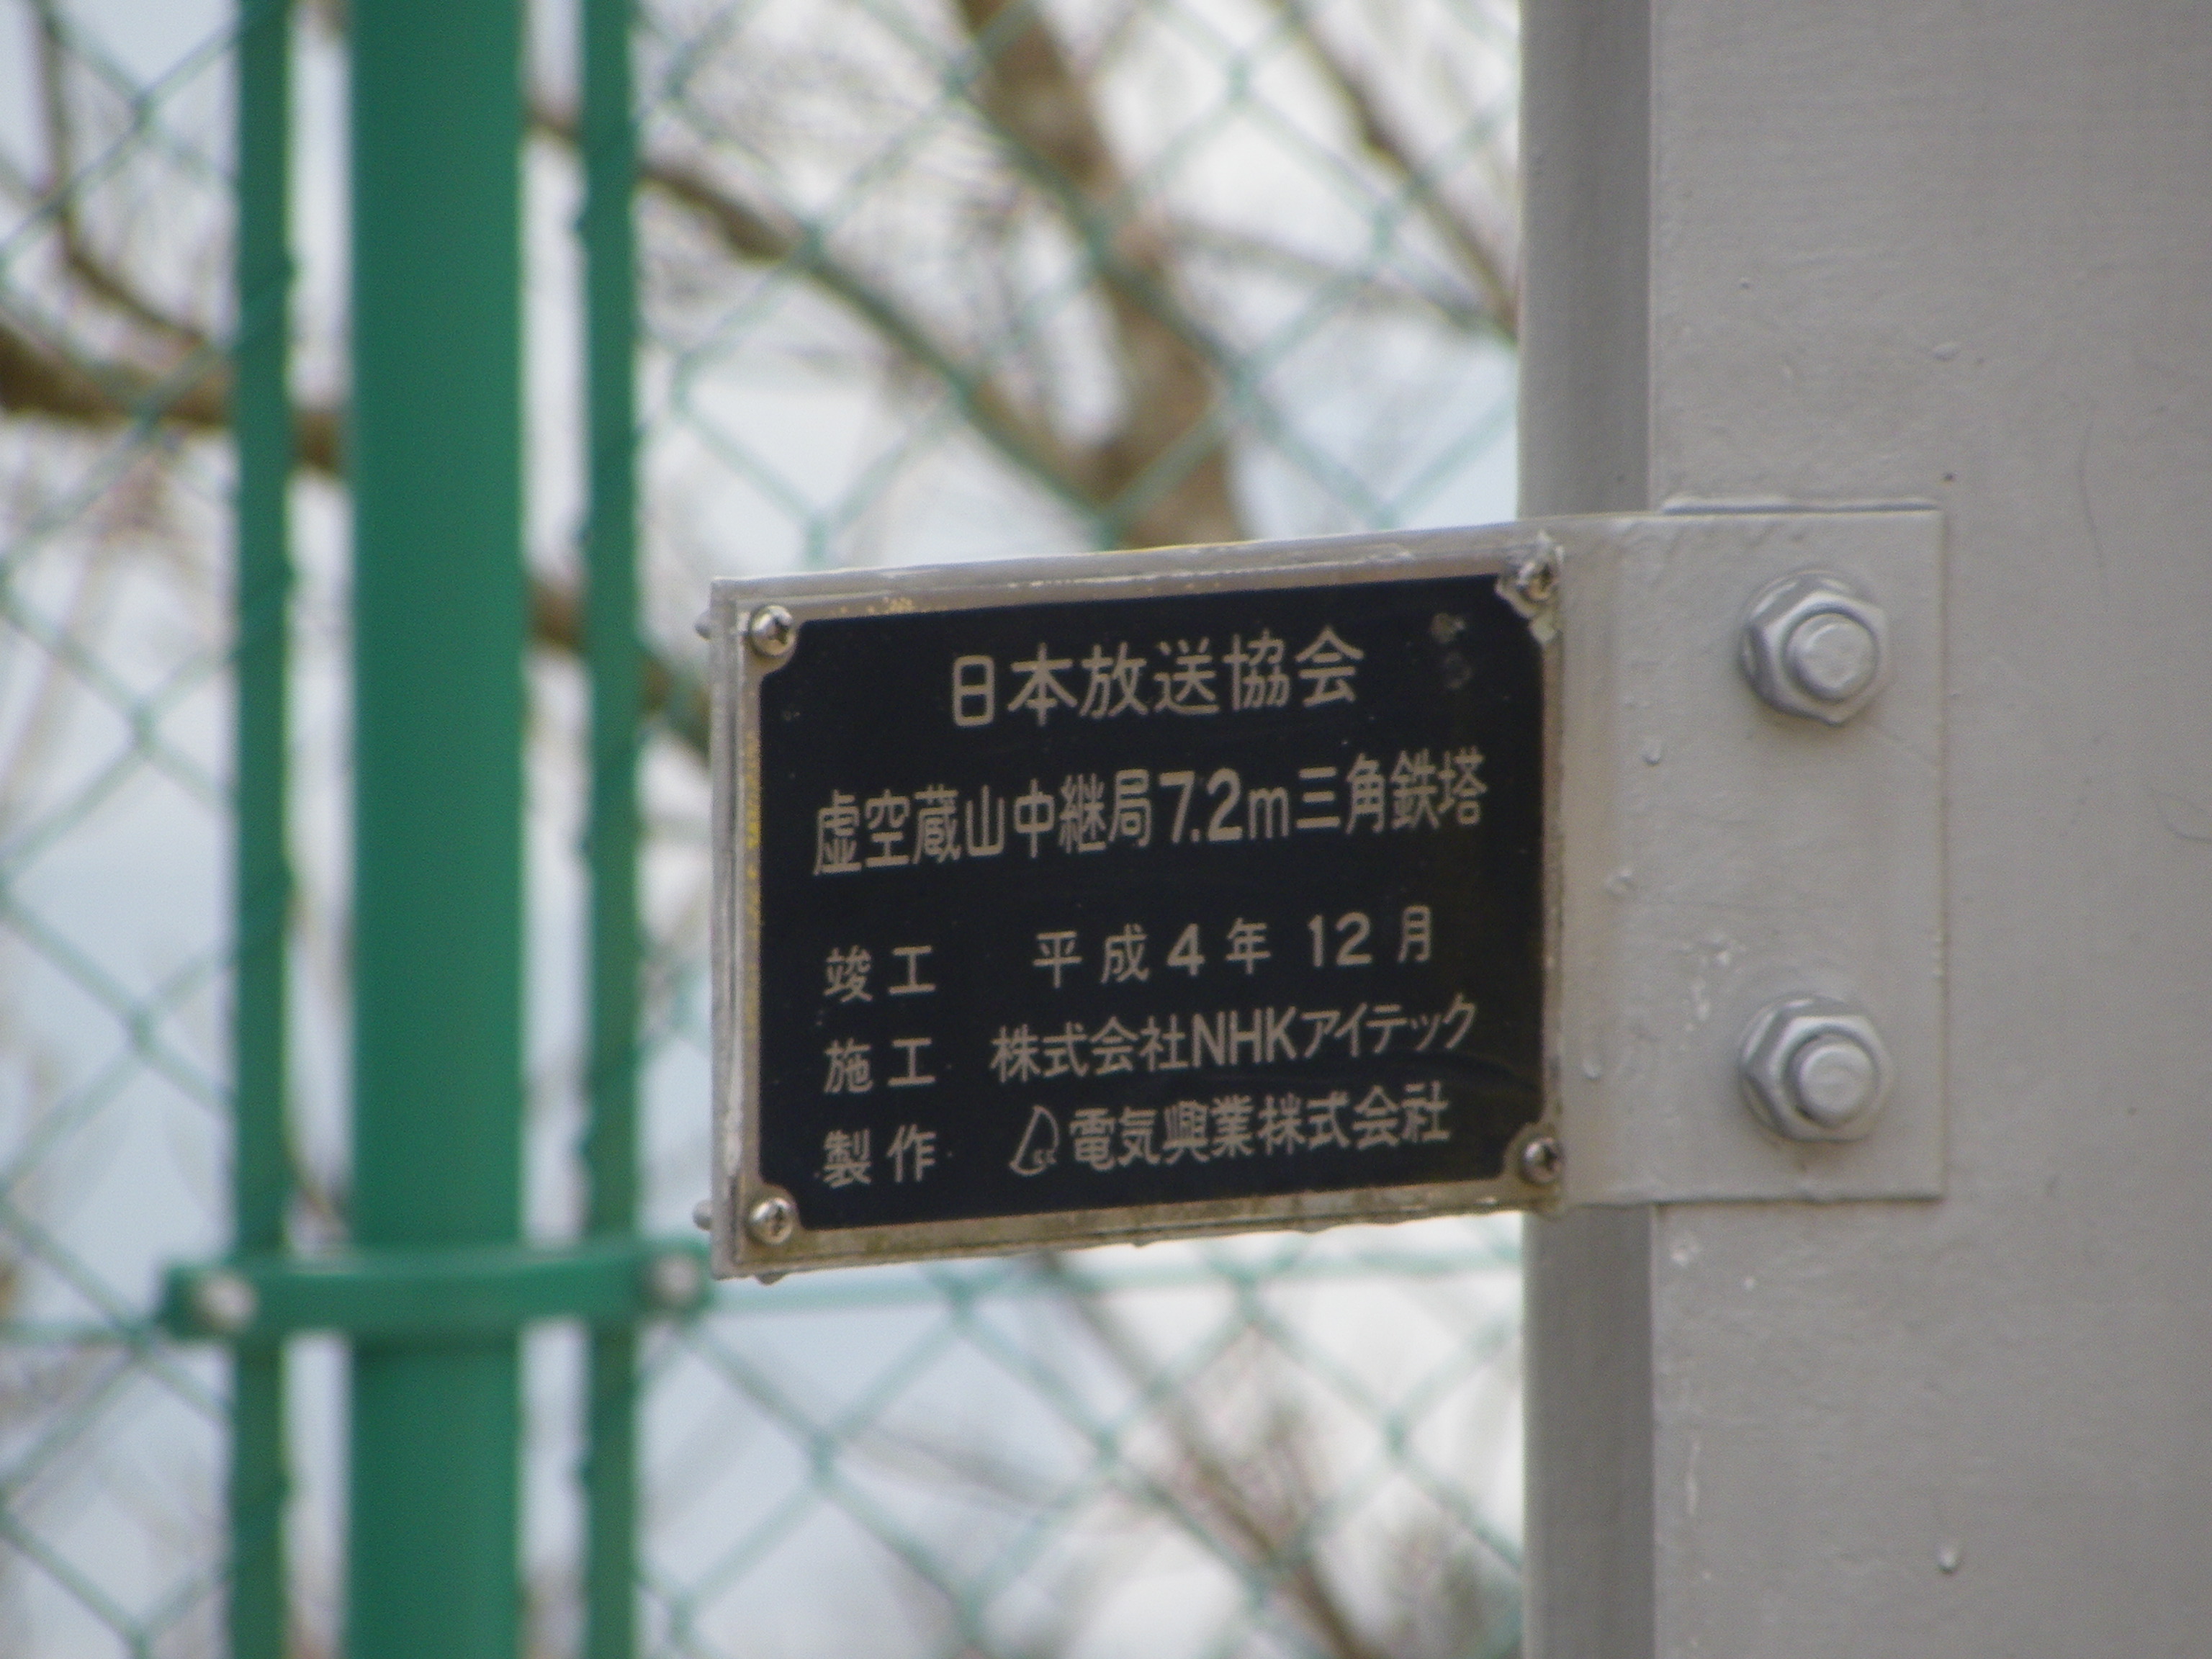 日本放送協会
虚空蔵山中継局7.2m三角鉄塔
竣工 平成4年12月
施工 株式会社NHKアイテック
製作 電気興業株式会社